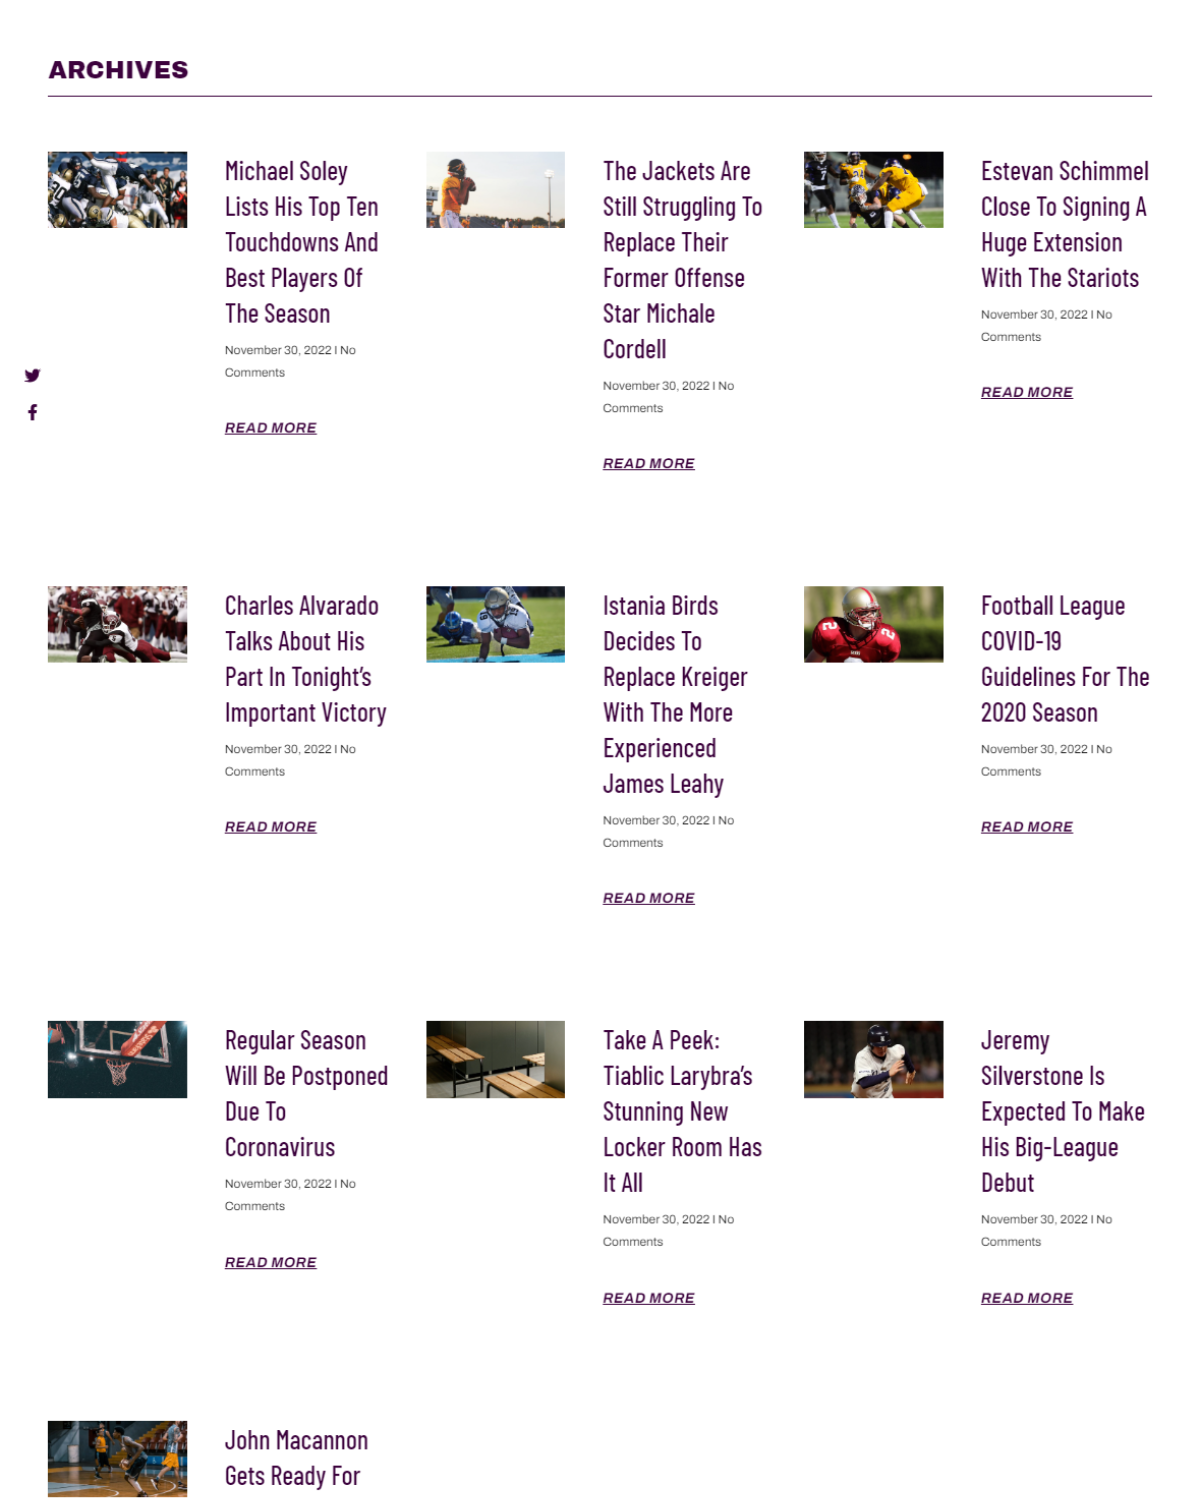 ARCHIVES
Michael Soley
Lists His Top Ten
Touchdowns And
Best Players Of
The Season
November 30, 2022 | No
Comments
READ MORE
The Jackets Are
Still Struggling To
Replace Their
Former Offense
Star Michale
Cordell
November 30, 2022 | No
Comments
READ MORE
Estevan Schimmel
Close To Signing A
Huge Extension
With The Stariots
November 30, 2022 | No
Comments
READ MORE
Charles Alvarado
Talks About His
Part In Tonight’s
Important Victory
November 30, 2022 | No
Comments
READ MORE
Istania Birds
Decides To
Replace Kreiger
With The More
Experienced
James Leahy
November 30, 2022 | No
Comments
READ MORE
Football League
COVID-19
Guidelines For The
2020 Season
November 30, 2022 | No
Comments
READ MORE
Regular Season
Will Be Postponed
Due To
Coronavirus
November 30, 2022 | No
Comments
READ MORE
Take A Peek:
Tiablic Larybra’s
Stunning New
Locker Room Has
It All
November 30, 2022 | No
Comments
READ MORE
Jeremy
Silverstone Is
Expected To Make
His Big-League
Debut
November 30, 2022 | No
Comments
READ MORE
John Macannon
Gets Ready For